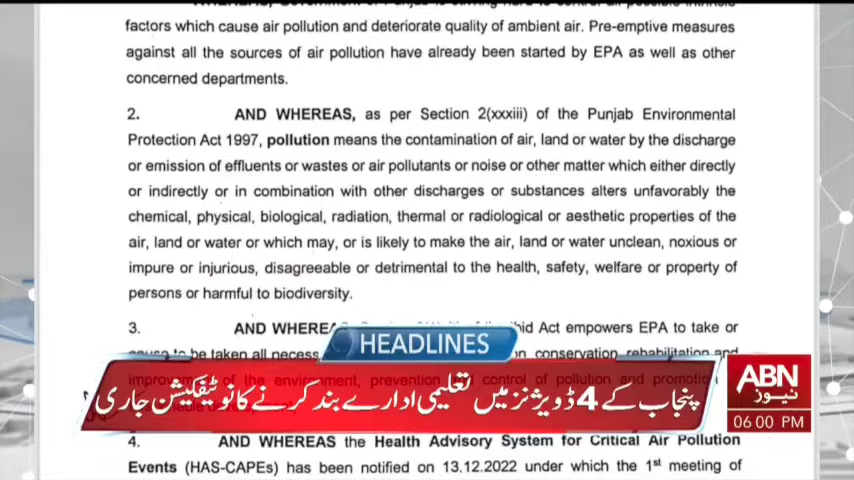 factors which cause air pollution and deteriorate quality of ambient air. Pre-emptive measures
against all the sources of air pollution have already been started by EPA as well as other
concerned departments.
2. AND WHEREAS, as per Section 2(xxxiii) of the Punjab Environmental
Protection Act 1997, pollution means the contamination of air, land or water by the discharge
or emission of effluents or wastes or air pollutants or noise or other matter which either directly
or indirectly or in combination with other discharges or substances alters unfavorably the
chemical, physical, biological, radiation, thermal or radiological or aesthetic properties of the
air, land or water or which may, or is likely to make the air, land or water unclean, noxious or
impure or injurious, disagreeable or detrimental to the health, safety, welfare or property of
persons or harmful to biodiversity.
3. AND WHEREAS, Act empowers EPA to take or
be taken all conservation, rehabilitation and
HEADLINES
پنجاب کے 4 ڈویژنز میں تعلیمی ادارے بند کرنے کا نوٹیفکیشن جاری
ABN
نیوز
06:00 PM
4. AND WHEREAS the Health Advisory System for Critical Air Pollution
Events (HAS-CAPEs) has been notified on 13.12.2022 under which the 1st meeting of